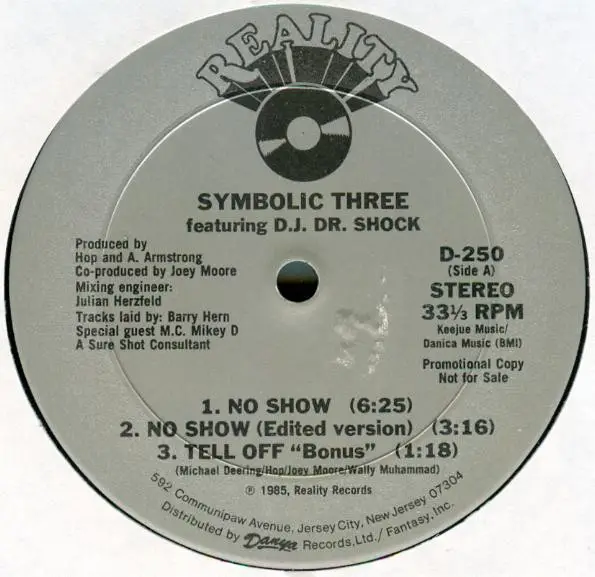 REALITY
SYMBOLIC THREE
featuring D.J. DR. SHOCK
Produced by
Hop and A. Armstrong
Co-produced by Joey Moore
Mixing engineer:
Julian Herzfeld
Tracks laid by: Barry Hern
Special guest M.C. Mikey D
A Sure Shot Consultant
D-250
(Side A)
STEREO
33⅓ RPM
Keejue Music/
Danica Music (BMI)
Promotional Copy
Not for Sale
1. NO SHOW (6:25)
2. NO SHOW (Edited version) (3:16)
3. TELL OFF “Bonus” (1:18)
(Michael Deering/Hop/Joey Moore/Wally Muhammad)
℗ 1985, Reality Records
592 Communipaw Avenue, Jersey City, New Jersey 07304
Distributed by Danya Records, Ltd./ Fantasy, Inc.